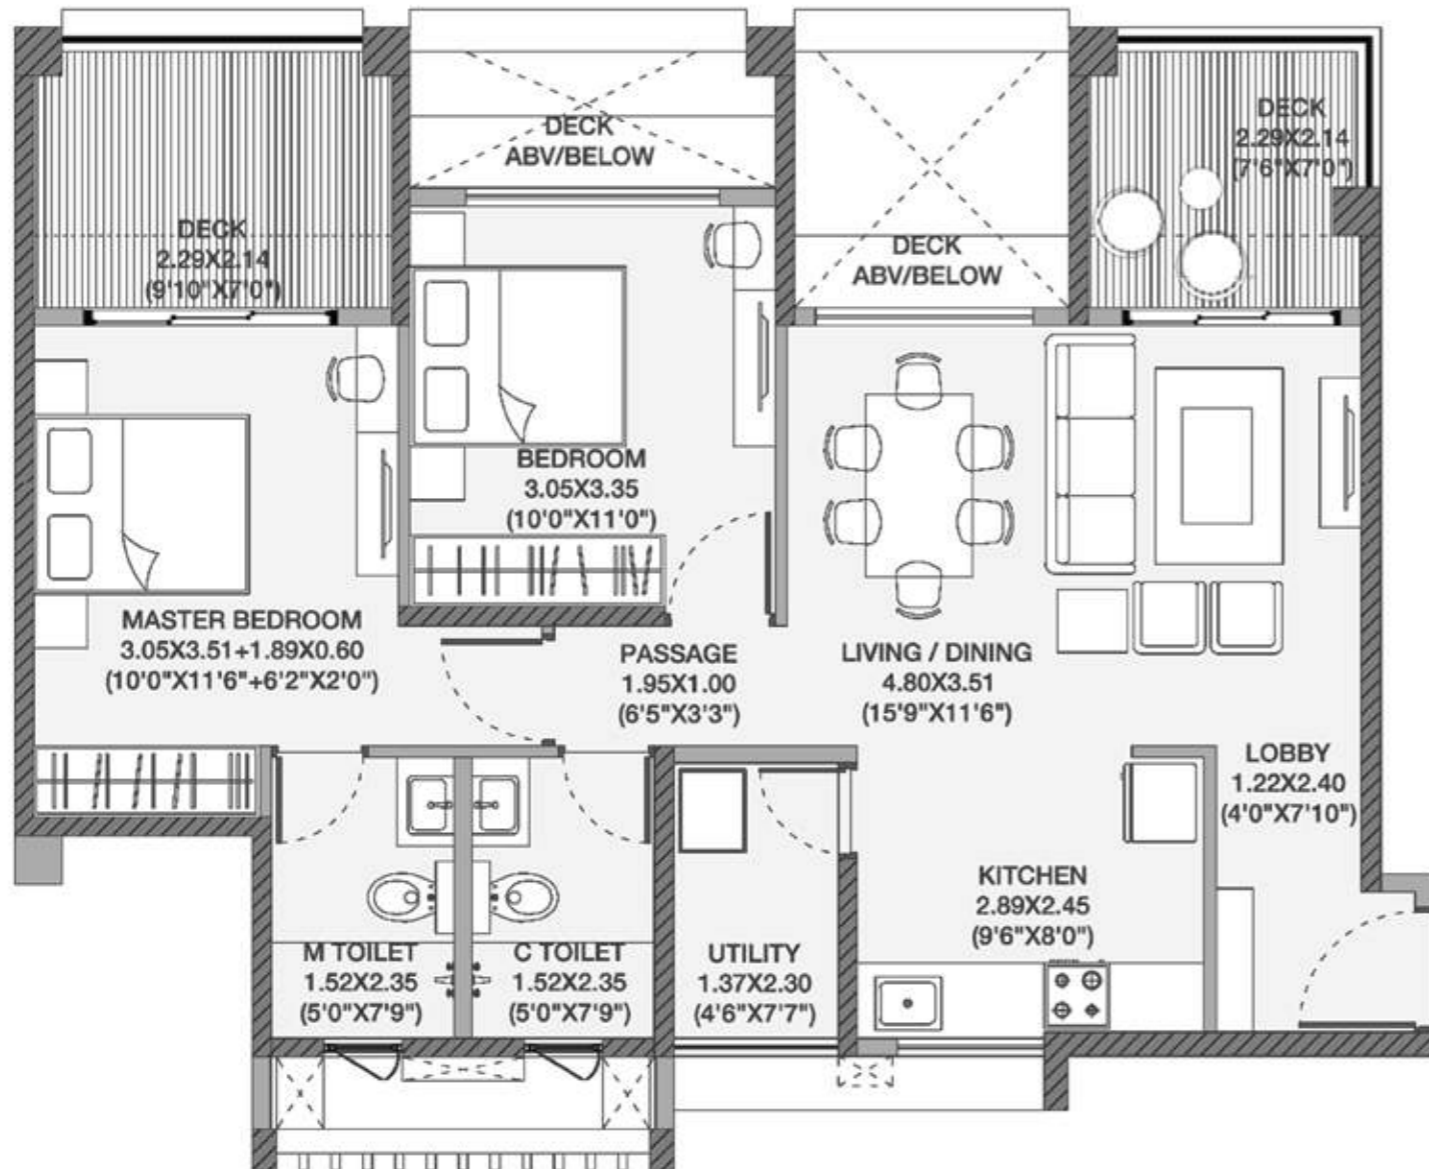 DECK
2.29X2.14
(7'6"X7'0")
DECK
ABV/BELOW
DECK
2.29X2.14
(9'10"X7'0")
DECK
ABV/BELOW
BEDROOM
3.05X3.35
(10'0"X11'0")
MASTER BEDROOM
3.05X3.51+1.89X0.60
(10'0"X11'6"+6'2"X2'0")
PASSAGE
1.95X1.00
(6'5"X3'3")
LIVING / DINING
4.80X3.51
(15'9"X11'6")
LOBBY
1.22X2.40
(4'0"X7'10")
KITCHEN
2.89X2.45
(9'6"X8'0")
M TOILET
1.52X2.35
(5'0"X7'9")
C TOILET
1.52X2.35
(5'0"X7'9")
UTILITY
1.37X2.30
(4'6"X7'7")